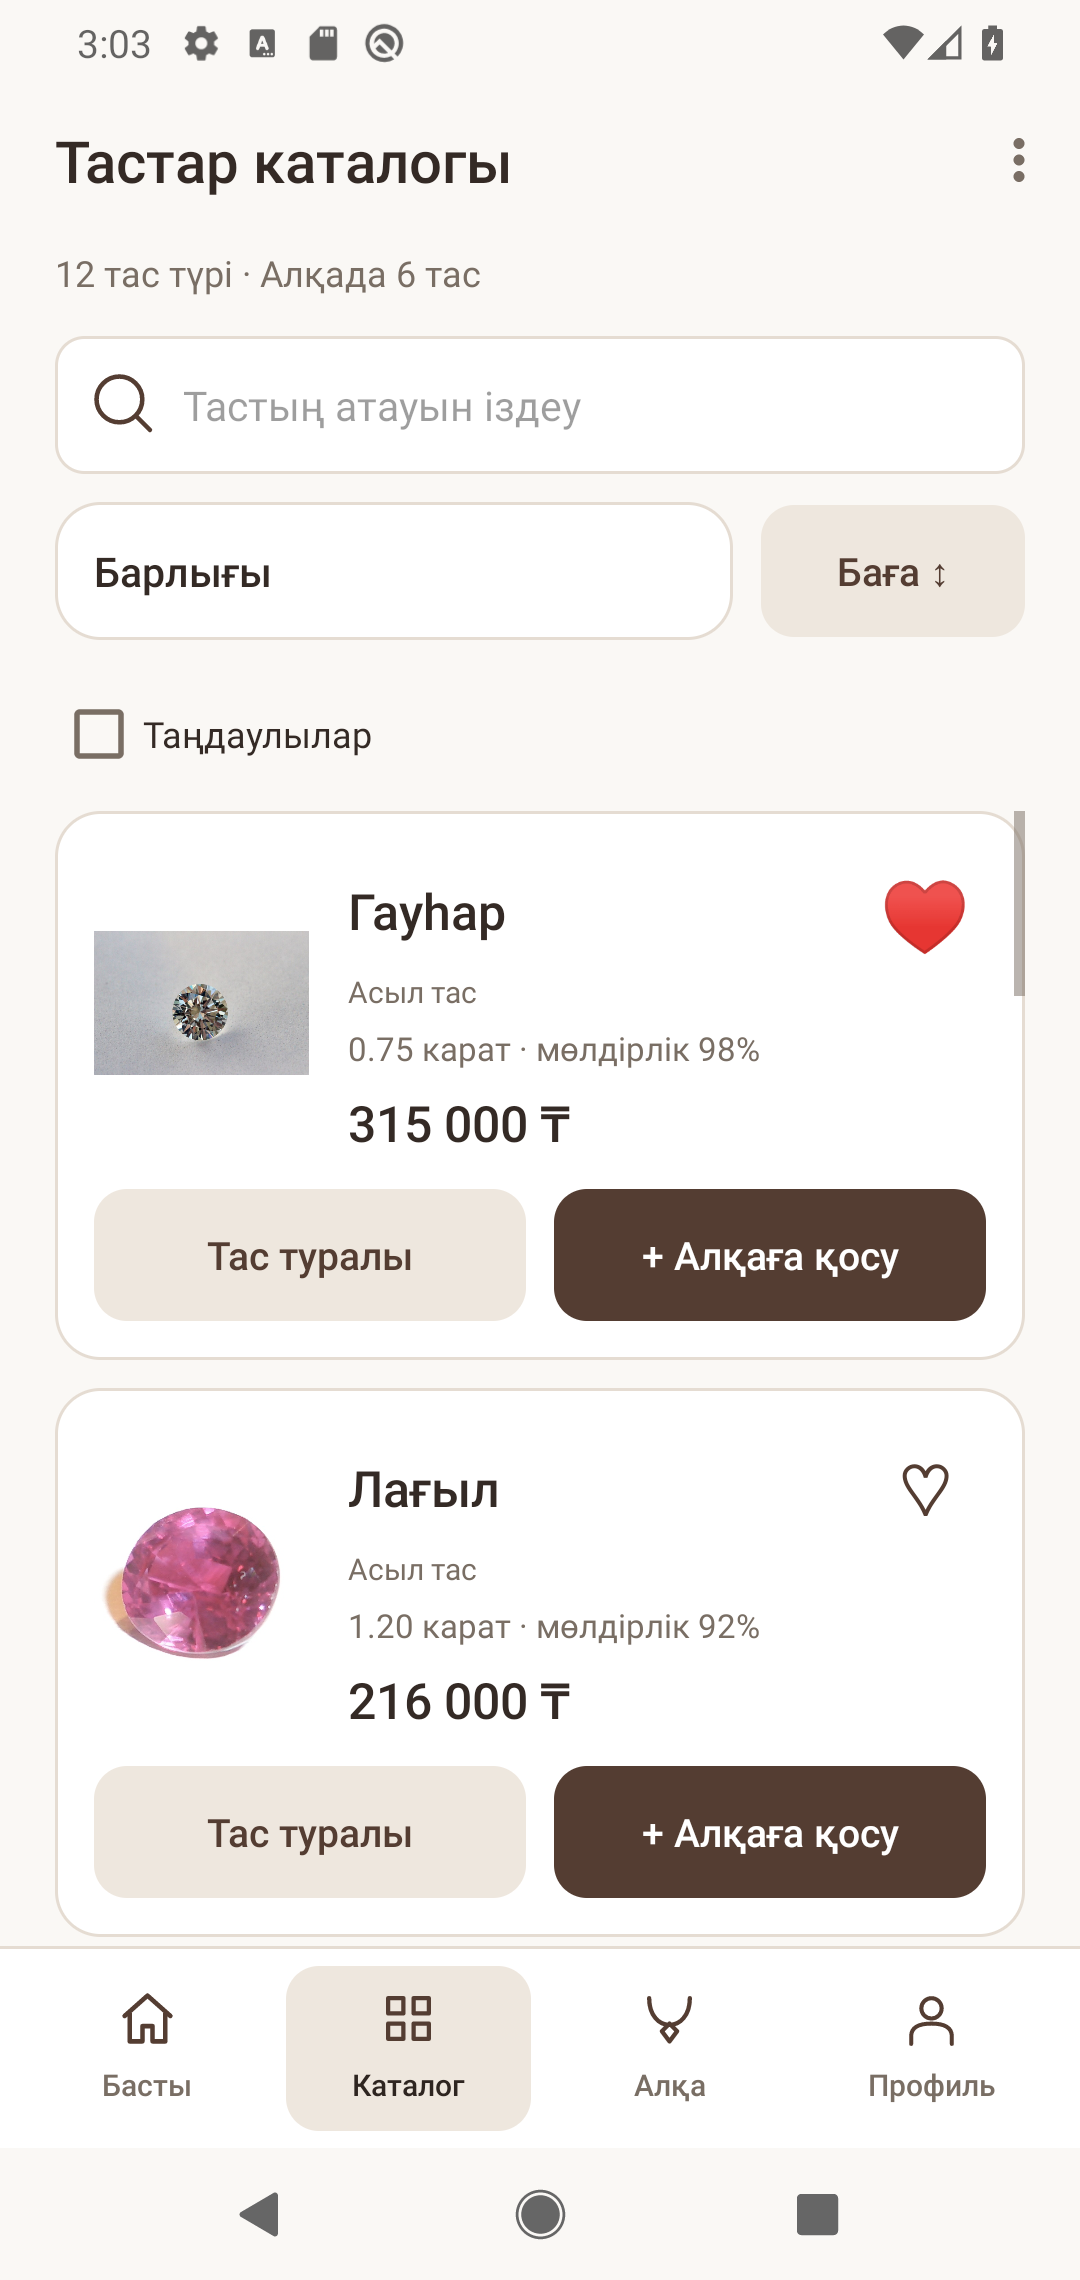 3:03
Тастар каталогы
12 тас түрі · Алқада 6 тас
Тастың атауын іздеу
Барлығы
Баға ↕
Таңдаулылар
Гауһар
Асыл тас
0.75 карат · мөлдірлік 98%
315 000 ₸
Тас туралы
+ Алқаға қосу
Лағыл
Асыл тас
1.20 карат · мөлдірлік 92%
216 000 ₸
Тас туралы
+ Алқаға қосу
Басты
Каталог
Алқа
Профиль